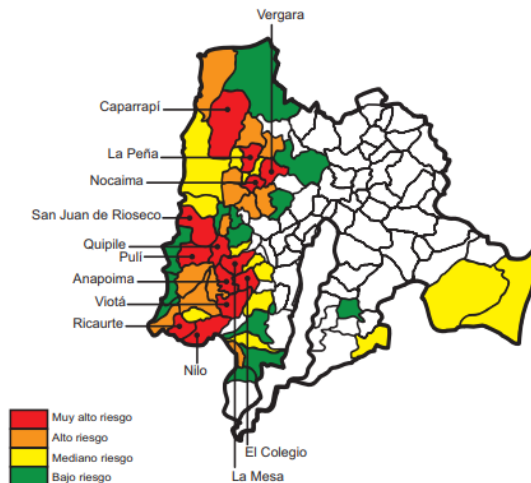 Vergara
Caparrapí
La Peña
Nocaima
San Juan de Rioseco
Quipile
Pulí
Anapoima
Viotá
Ricaurte
Nilo
El Colegio
La Mesa
Muy alto riesgo
Alto riesgo
Mediano riesgo
Bajo riesgo